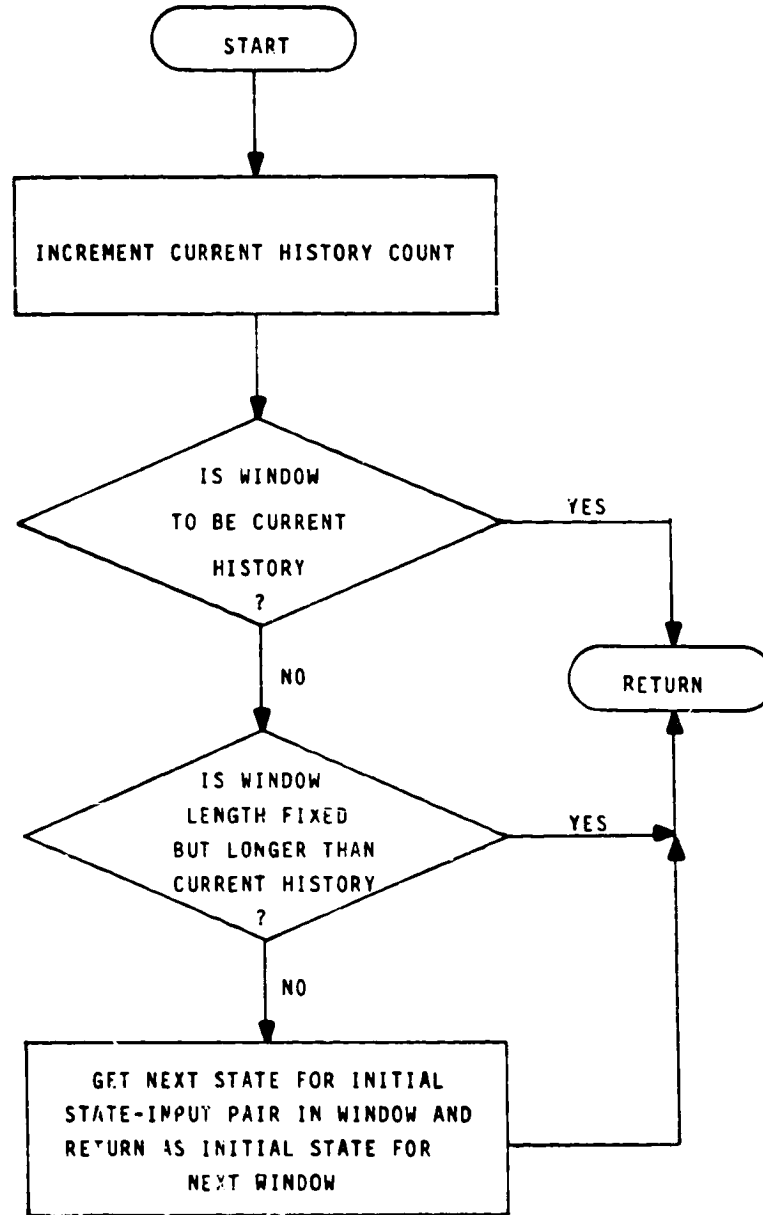 START
INCREMENT CURRENT HISTORY COUNT
IS WINDOW
TO BE CURRENT
HISTORY
?
YES
NO
RETURN
IS WINDOW
LENGTH FIXED
BUT LONGER THAN
CURRENT HISTORY
?
YES
NO
GET NEXT STATE FOR INITIAL
STATE-INPUT PAIR IN WINDOW AND
RETURN AS INITIAL STATE FOR
NEXT WINDOW